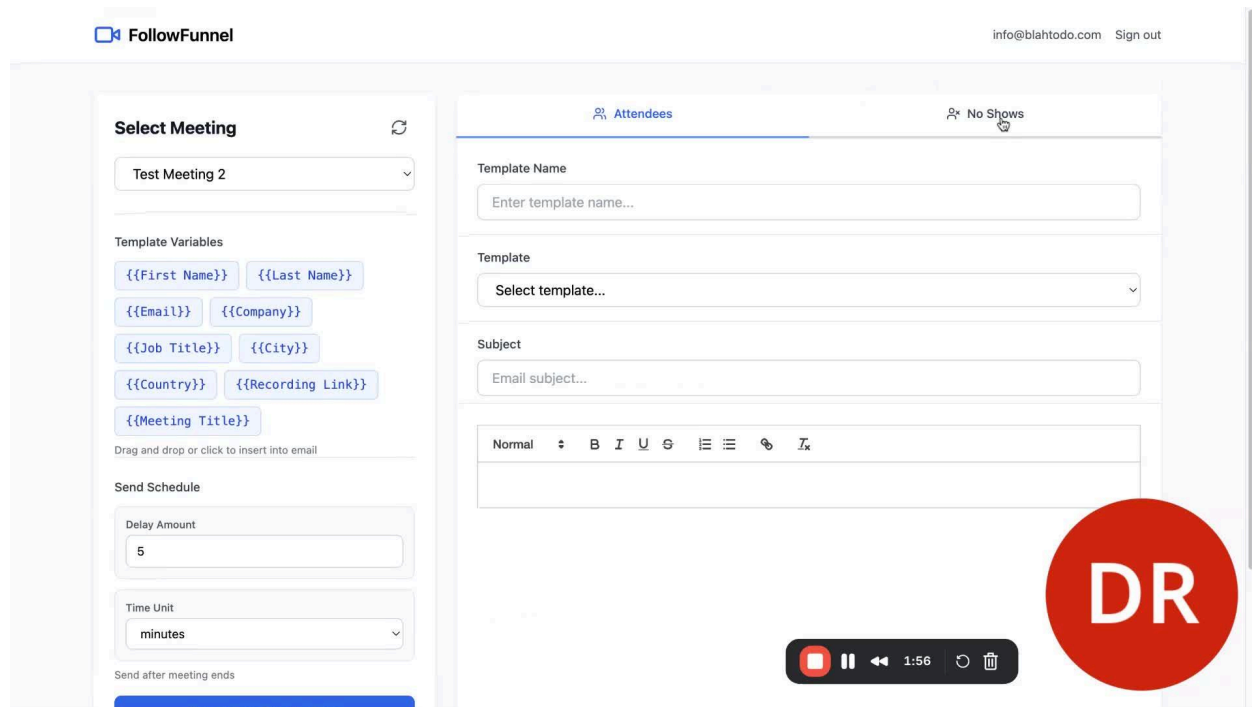 FollowFunnel
info@blahtodo.com Sign out
Select Meeting
Test Meeting 2
Template Variables
{{First Name}} {{Last Name}}
{{Email}} {{Company}}
{{Job Title}} {{City}}
{{Country}} {{Recording Link}}
{{Meeting Title}}
Drag and drop or click to insert into email
Send Schedule
Delay Amount
5
Time Unit
minutes
Send after meeting ends
Attendees
No Shows
Template Name
Enter template name...
Template
Select template...
Subject
Email subject...
Normal B I U S
1:56
DR